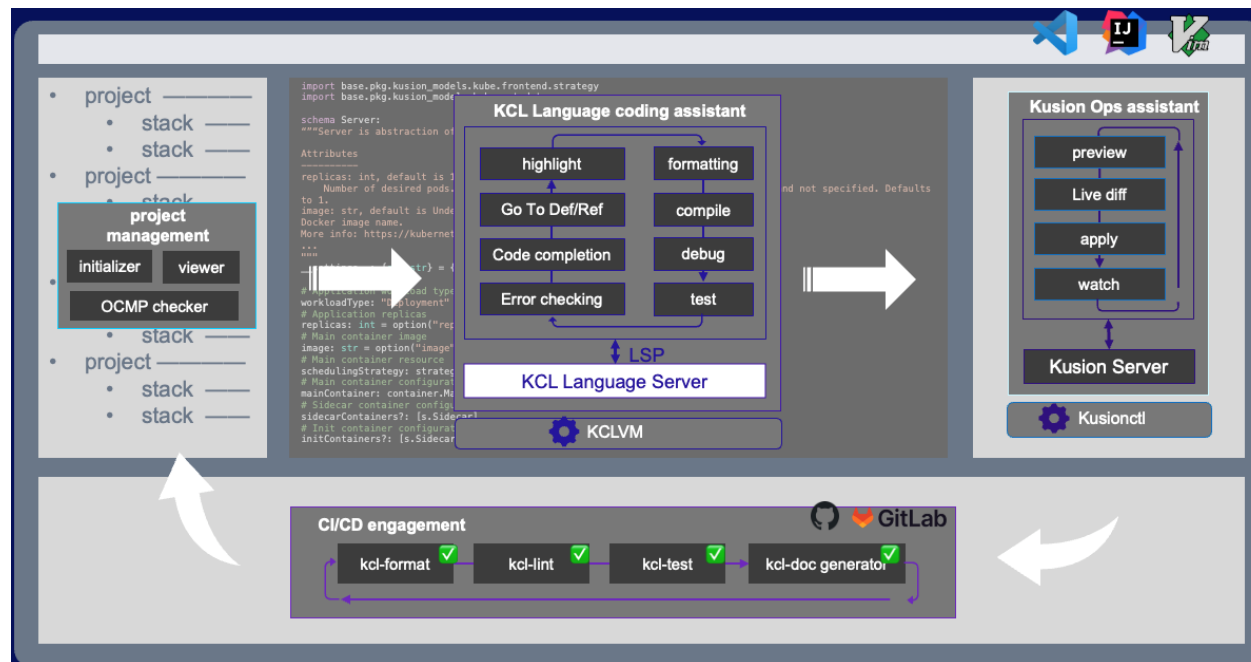 IJ
Vim
• project
• stack
• stack
• project
project
management
initializer viewer
OCMP checker
• stack
• project
• stack
• stack
import base.pkg.kusion_models.kube.frontend.strategy
import base.pkg.kusion_mode
schema Server:
"""Server is abstraction of
Attributes
replicas: int, default is 1
Number of desired pods. nd not specified. Defaults
to 1.
image: str, default is Unde
Docker image name.
More info: https://kubernet
...
"""
workloadType: "Deployment"
# Application replicas
replicas: int = option("rep
# Main container image
image: str = option("image"
# Main container resource
schedulingStrategy: strateg
# Main container configurat
mainContainer: container.Ma
# Sidecar container configu
sidecarContainers?: [s.Sidecar]
# Init container configurat
initContainers?: [s.Sidecar
KCL Language coding assistant
highlight
Go To Def/Ref
Code completion
Error checking
formatting
compile
debug
test
LSP
KCL Language Server
KCLVM
Kusion Ops assistant
preview
Live diff
apply
watch
Kusion Server
Kusionctl
CI/CD engagement
GitLab
kcl-format kcl-lint kcl-test kcl-doc generator